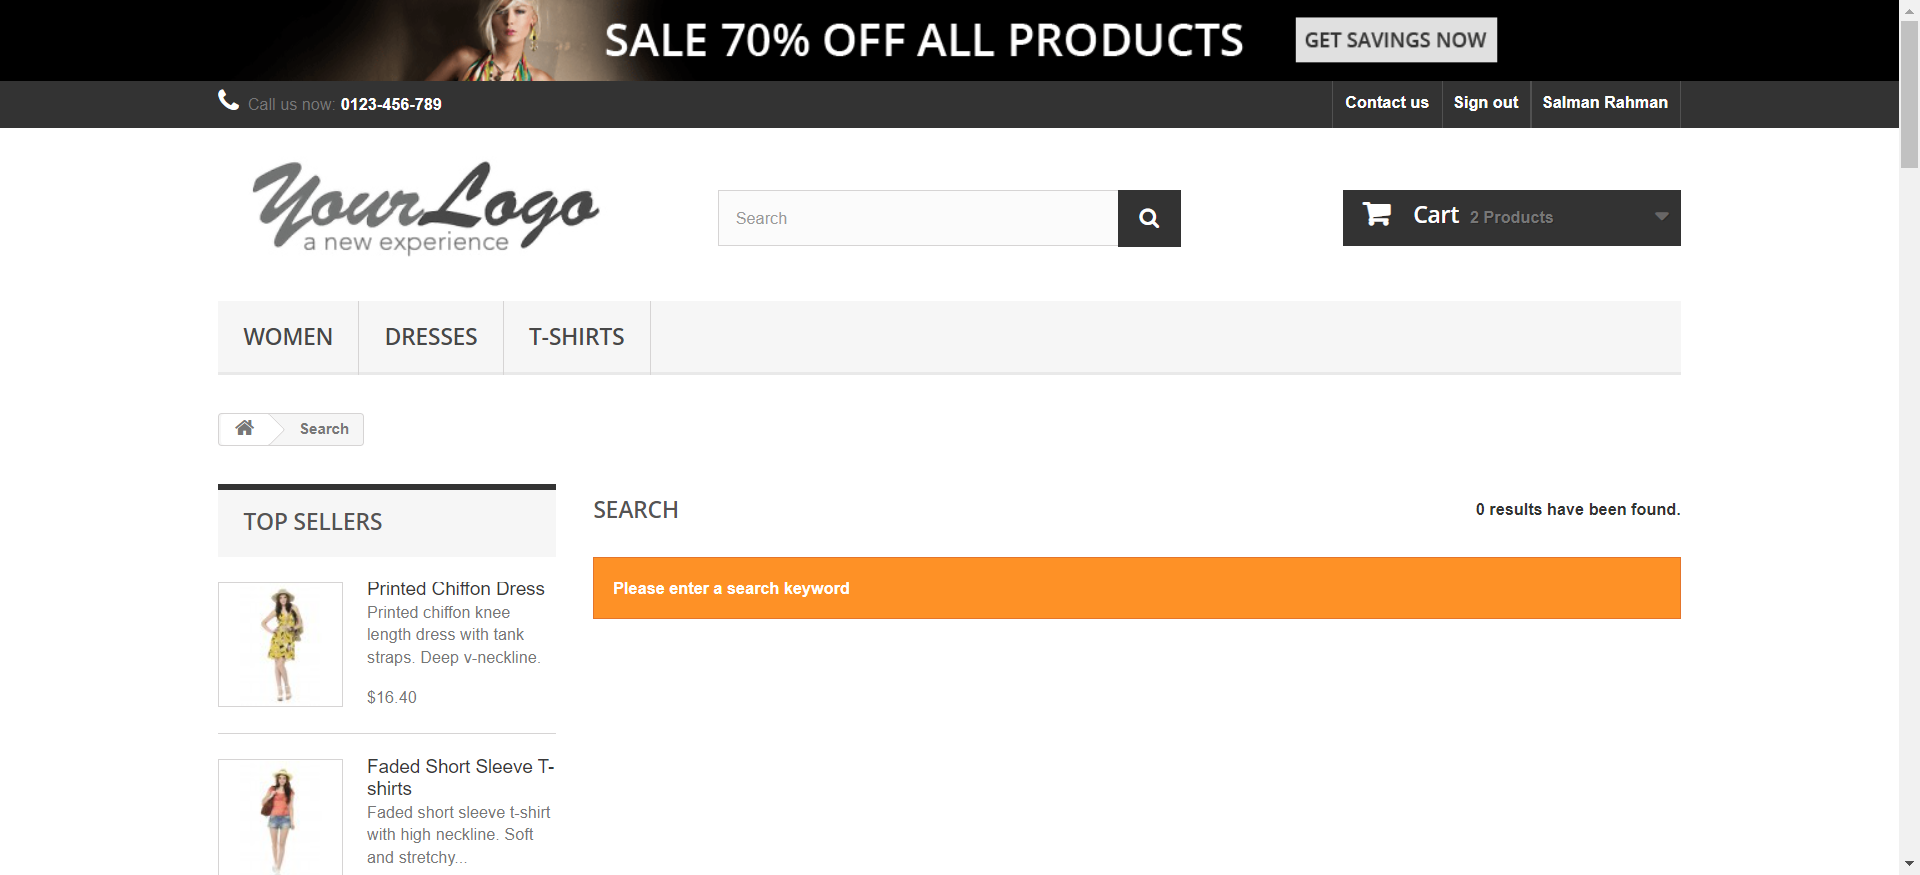 SALE 70% OFF ALL PRODUCTS
GET SAVINGS NOW
Call us now: 0123-456-789
Contact us
Sign out
Salman Rahman
YourLogo
a new experience
Search
Cart 2 Products
WOMEN
DRESSES
T-SHIRTS
Search
TOP SELLERS
SEARCH
0 results have been found.
Please enter a search keyword
Printed Chiffon Dress
Printed chiffon knee
length dress with tank
straps. Deep v-neckline.
$16.40
Faded Short Sleeve T-
shirts
Faded short sleeve t-shirt
with high neckline. Soft
and stretchy...